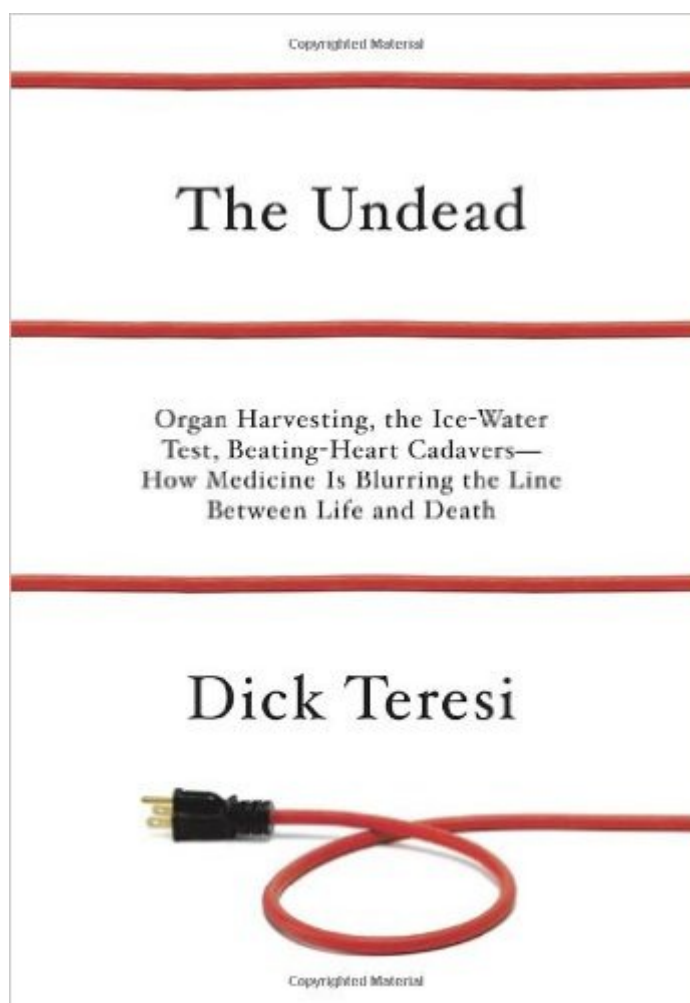 Copyrighted Material
The Undead
Organ Harvesting, the Ice-Water
Test, Beating-Heart Cadavers—
How Medicine Is Blurring the Line
Between Life and Death
Dick Teresi
Copyrighted Material